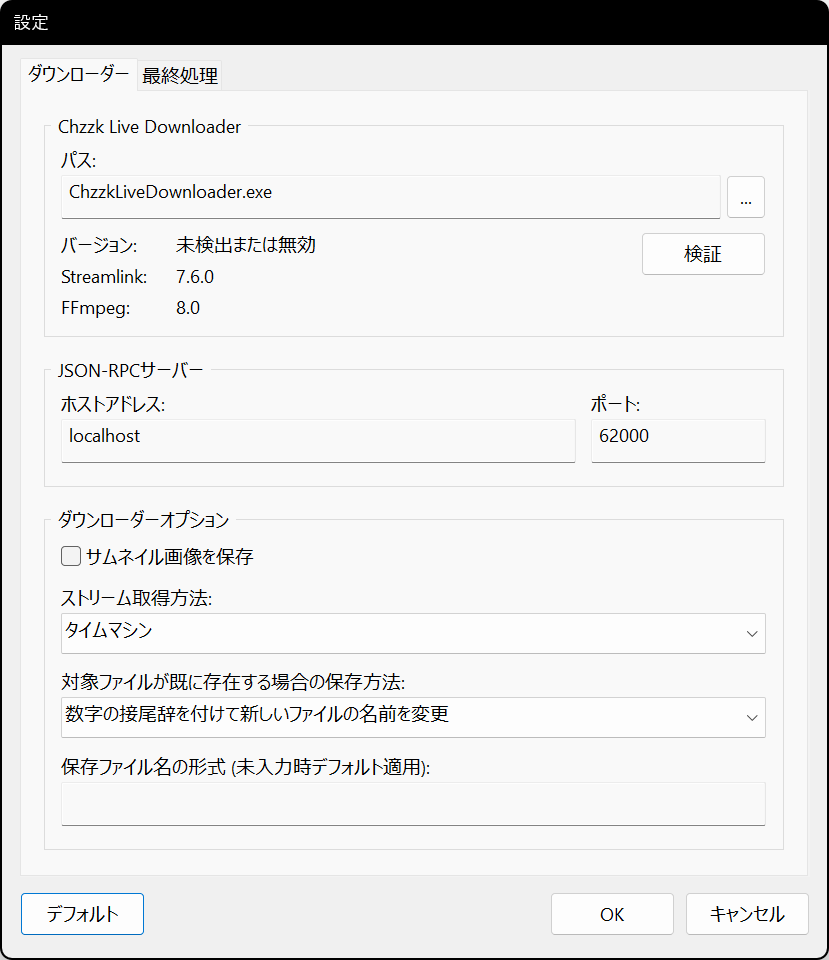 設定
ダウンローダー 最終処理
Chzzk Live Downloader
パス:
ChzzkLiveDownloader.exe ...
バージョン: 未検出または無効 検証
Streamlink: 7.6.0
FFmpeg: 8.0
JSON-RPCサーバー
ホストアドレス: ポート:
localhost 62000
ダウンローダーオプション
サムネイル画像を保存
ストリーム取得方法:
タイムマシン
対象ファイルが既に存在する場合の保存方法:
数字の接尾辞を付けて新しいファイルの名前を変更
保存ファイル名の形式 (未入力時デフォルト適用):
デフォルト OK キャンセル